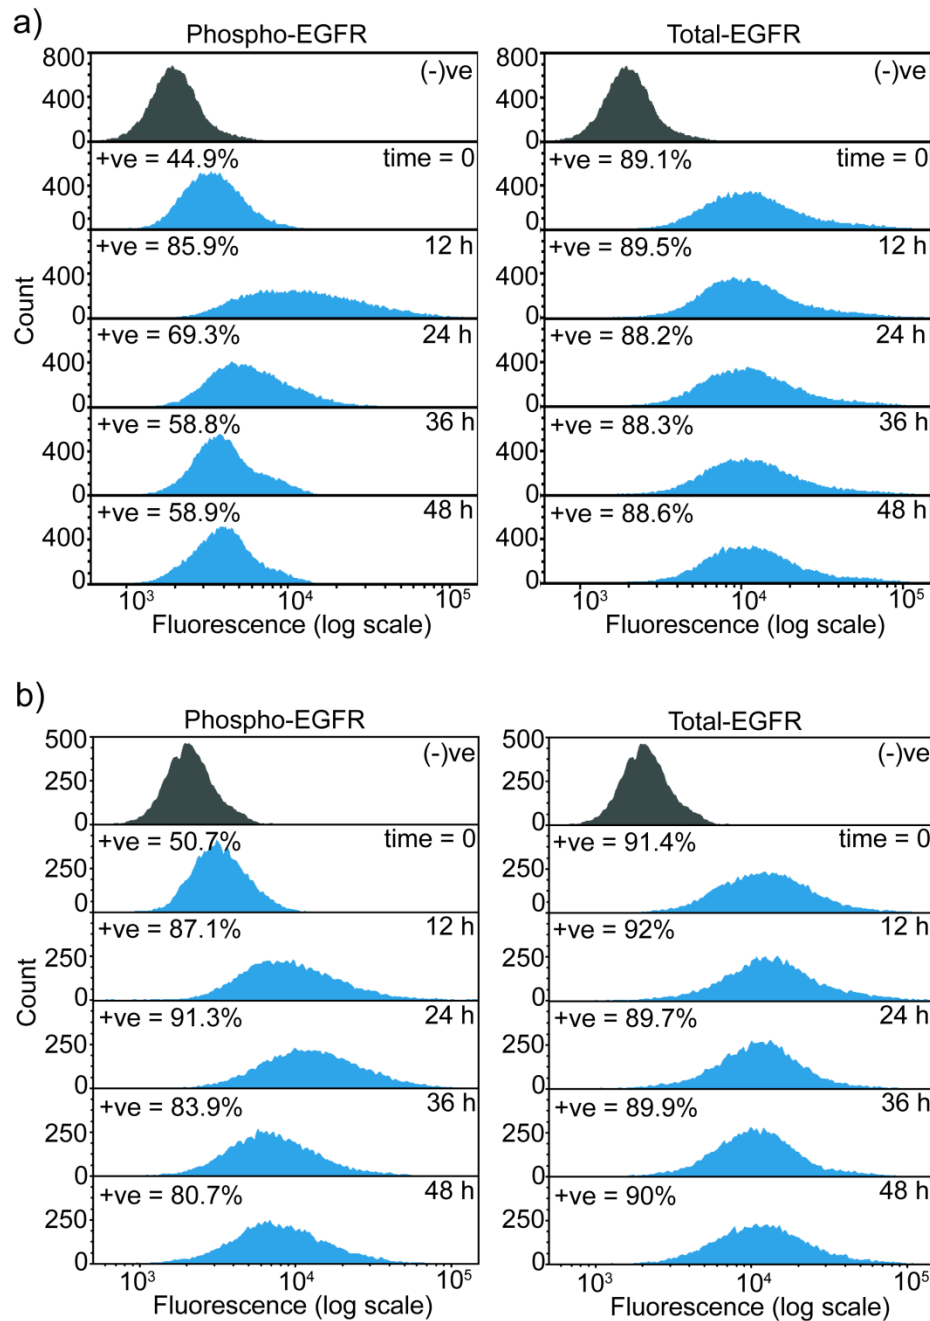 a)
Phospho-EGFR Total-EGFR
800 (-)ve (-)ve
400 400
800
0 0
+ve = 44.9% time = 0 +ve = 89.1% time = 0
400 400
0 0
+ve = 85.9% 12 h +ve = 89.5% 12 h
400 400
0 0
+ve = 69.3% 24 h +ve = 88.2% 24 h
400 400
0 0
+ve = 58.8% 36 h +ve = 88.3% 36 h
400 400
0 0
+ve = 58.9% 48 h +ve = 88.6% 48 h
400 400
0 0
Count
10³ 10⁴ 10⁵ 10³ 10⁴ 10⁵
Fluorescence (log scale) Fluorescence (log scale)
b)
Phospho-EGFR Total-EGFR
500 (-)ve 500 (-)ve
250 250
0 0
+ve = 50.7% time = 0 +ve = 91.4% time = 0
250 250
0 0
+ve = 87.1% 12 h +ve = 92% 12 h
250 250
0 0
+ve = 91.3% 24 h +ve = 89.7% 24 h
250 250
0 0
+ve = 83.9% 36 h +ve = 89.9% 36 h
250 250
0 0
+ve = 80.7% 48 h +ve = 90% 48 h
250 250
0 0
Count
10³ 10⁴ 10⁵ 10³ 10⁴ 10⁵
Fluorescence (log scale) Fluorescence (log scale)